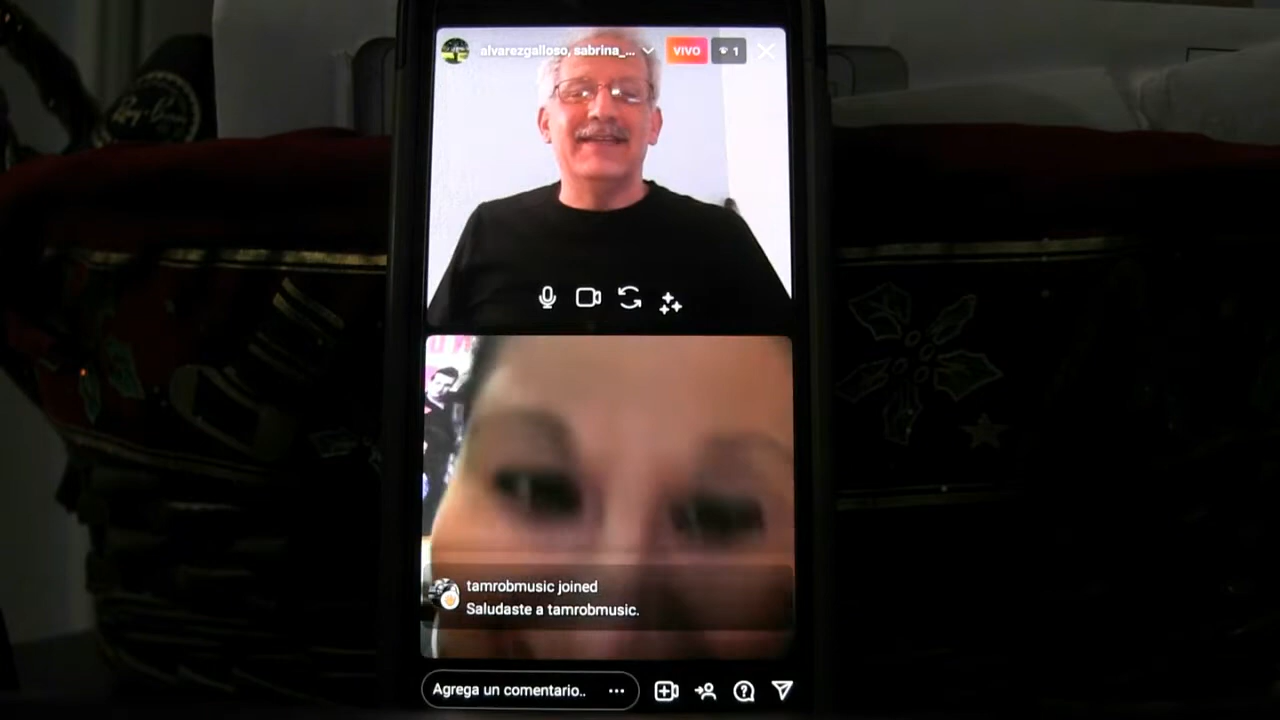 alvarezgalloso, sabrina_...
VIVO
1
tamrobmusic joined
Saludaste a tamrobmusic.
Agrega un comentario..